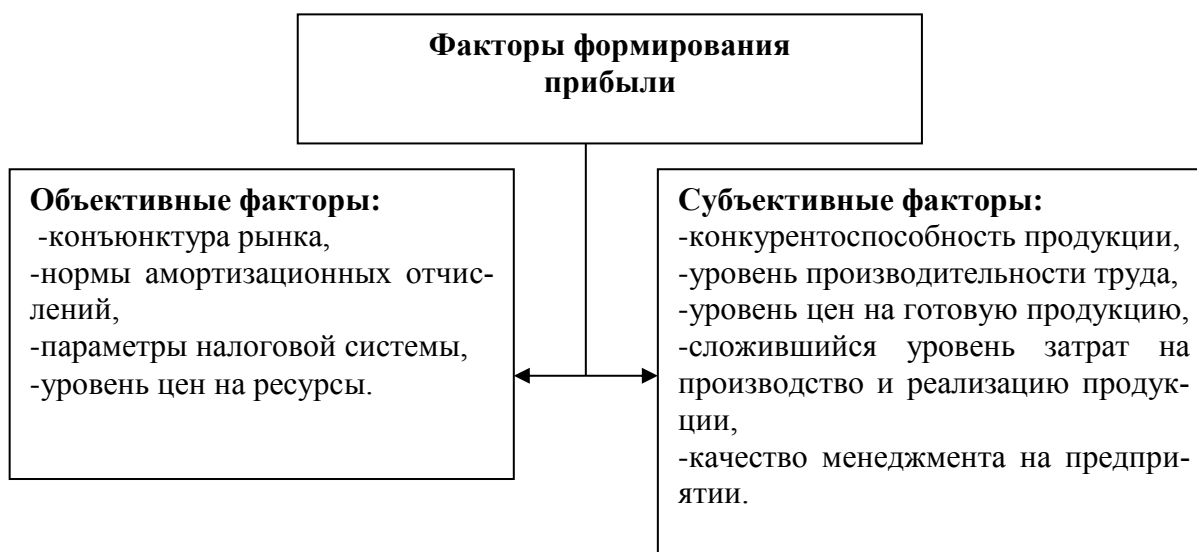 Факторы формирования
прибыли
Объективные факторы:
-конъюнктура рынка,
-нормы амортизационных отчис-
лений,
-параметры налоговой системы,
-уровень цен на ресурсы.
Субъективные факторы:
-конкурентоспособность продукции,
-уровень производительности труда,
-уровень цен на готовую продукцию,
-сложившийся уровень затрат на
производство и реализацию продук-
ции,
-качество менеджмента на предпри-
ятии.